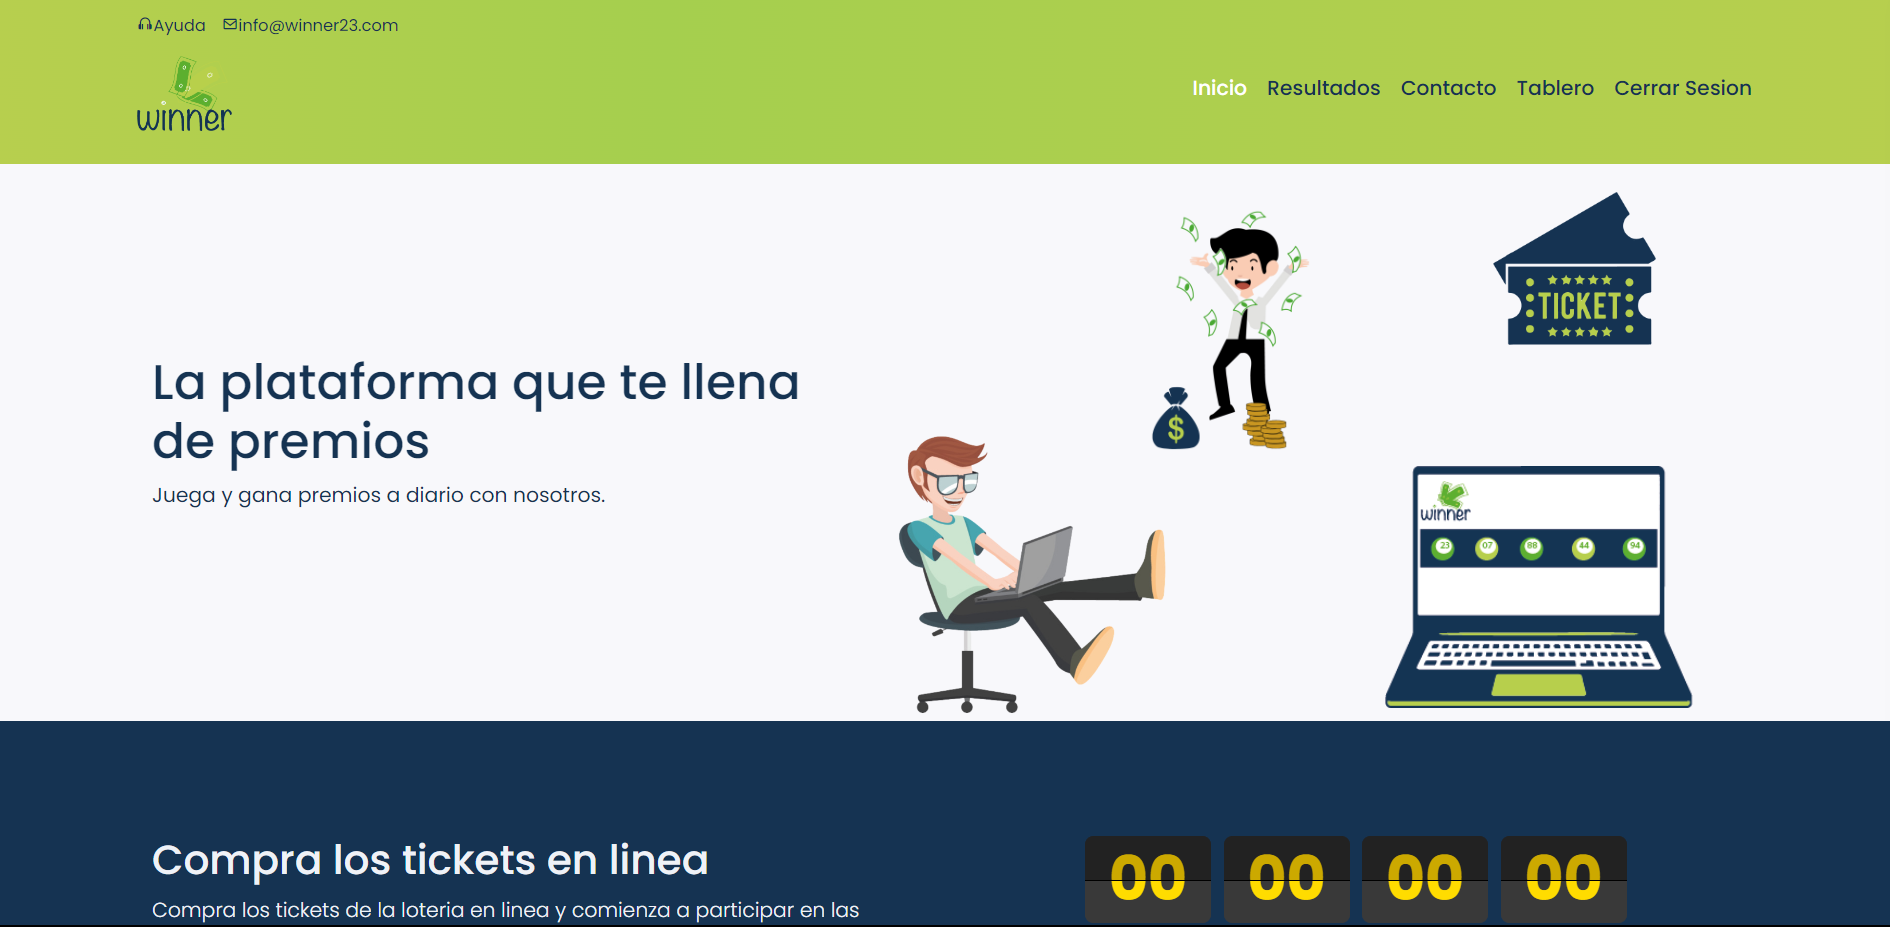 Ayuda info@winner23.com
winner
Inicio Resultados Contacto Tablero Cerrar Sesion
TICKET
La plataforma que te llena
de premios
Juega y gana premios a diario con nosotros.
$
winner
23 07 88 44 94
Compra los tickets en linea
Compra los tickets de la loteria en linea y comienza a participar en las
00 00 00 00